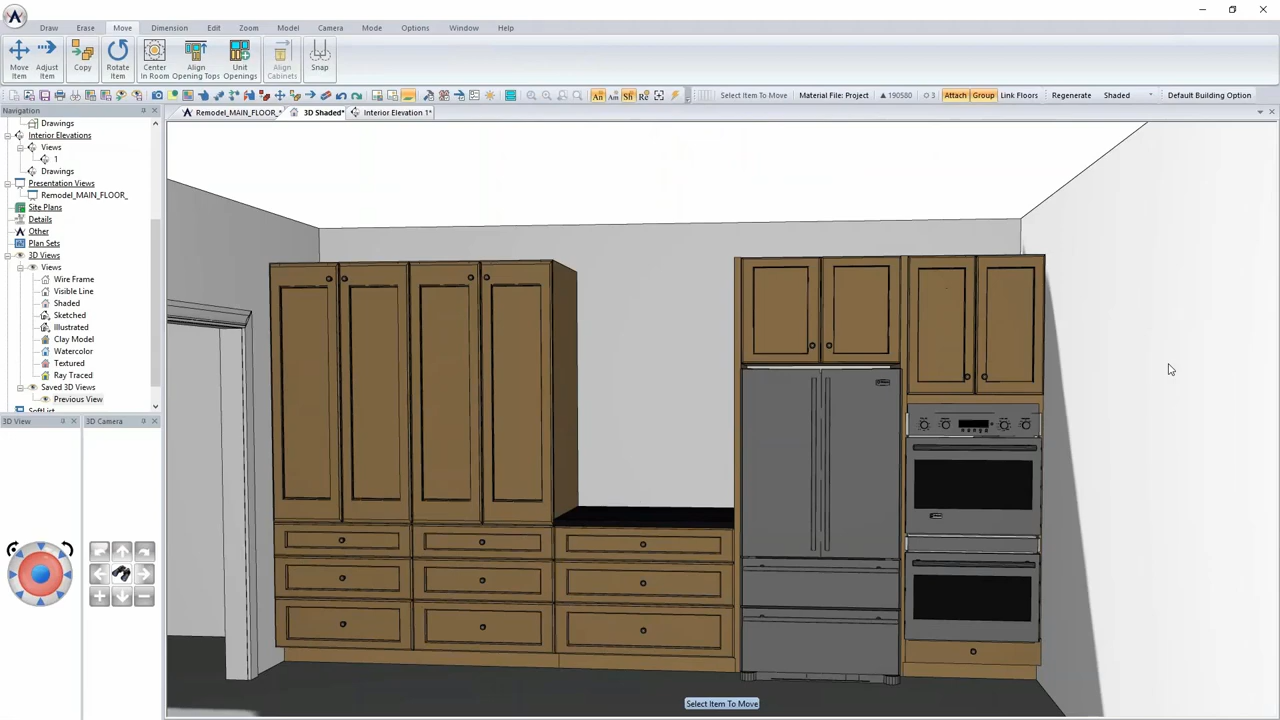 Draw Erase Move Dimension Edit Zoom Model Camera Mode Options Window Help
Move Item
Adjust Item
Copy
Rotate Item
Center In Room
Align Opening Tops
Unit Openings
Align Cabinets
Snap
Select Item To Move Material File: Project 190580 3 Attach Group Link Floors Regenerate Shaded Default Building Option
Navigation
Remodel_MAIN_FLOOR_* 3D Shaded* Interior Elevation 1*
Drawings
Interior Elevations
Views
1
Drawings
Presentation Views
Remodel_MAIN_FLOOR_
Site Plans
Details
Other
Plan Sets
3D Views
Views
Wire Frame
Visible Line
Shaded
Sketched
Illustrated
Clay Model
Watercolor
Textured
Ray Traced
Saved 3D Views
Previous View
SoftList
3D View
3D Camera
Select Item To Move